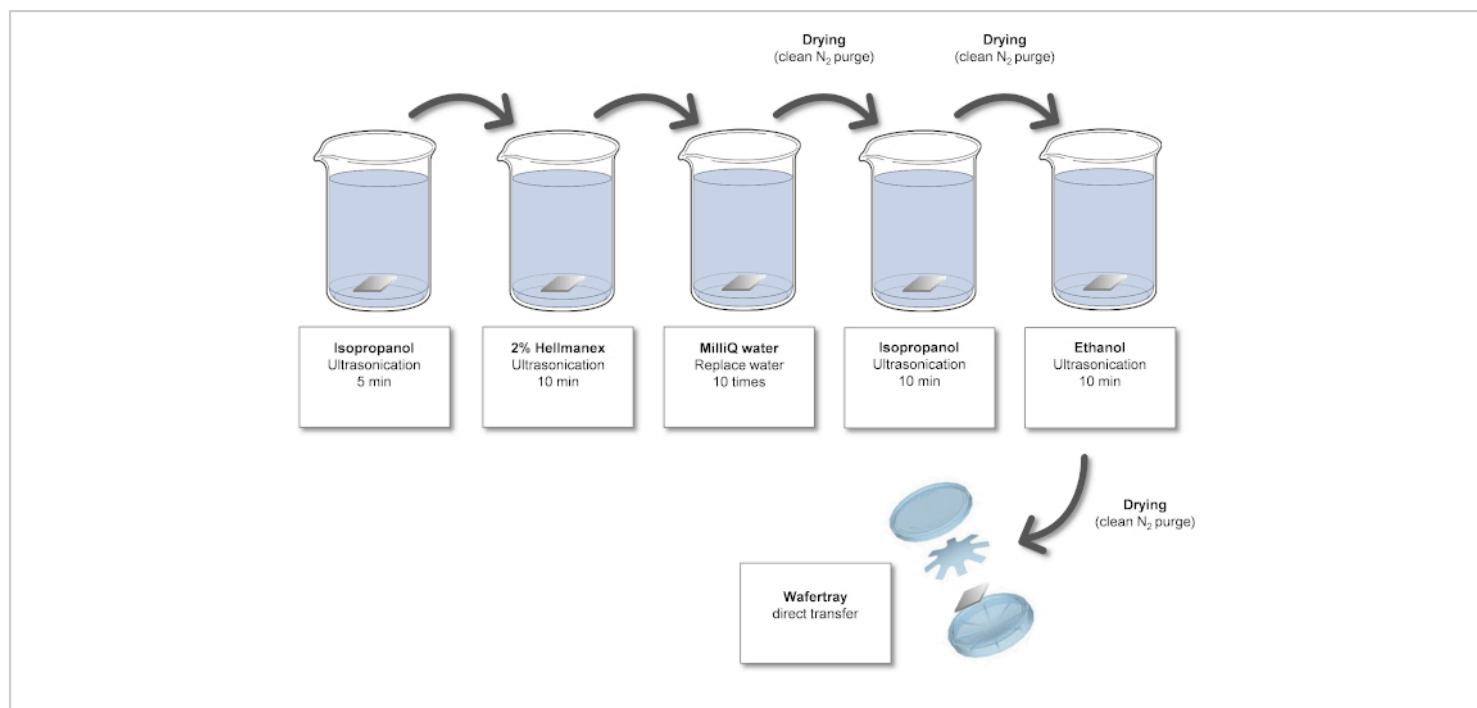 Drying
(clean N₂ purge)
Drying
(clean N₂ purge)
Isopropanol
Ultrasonication
5 min
2% Hellmanex
Ultrasonication
10 min
MilliQ water
Replace water
10 times
Isopropanol
Ultrasonication
10 min
Ethanol
Ultrasonication
10 min
Drying
(clean N₂ purge)
Wafertray
direct transfer